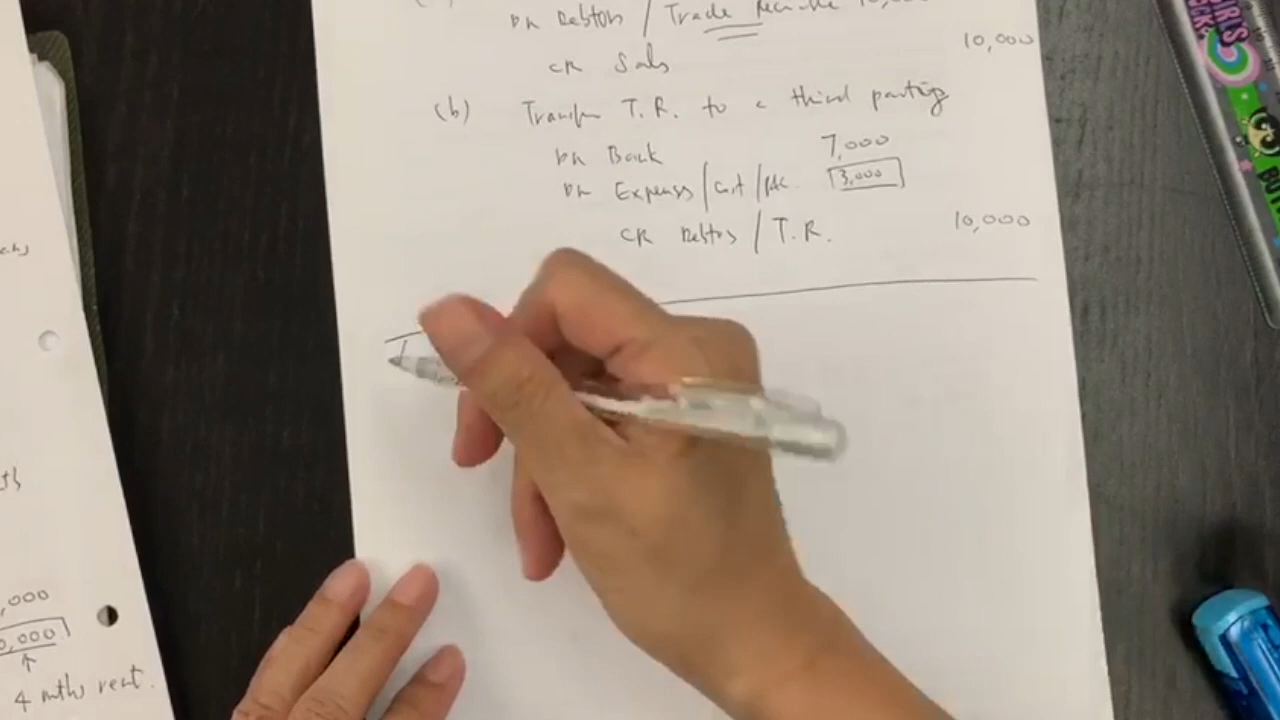 DR Debtors / Trade
10,000
CR Sales
(b) Transfer T.R. to a third party
DR Bank 7,000
DR Expenses / Cost / 3,000
CR Debtors / T.R. 10,000
,000
0,000
↑
4 mths rent.
GIRLS